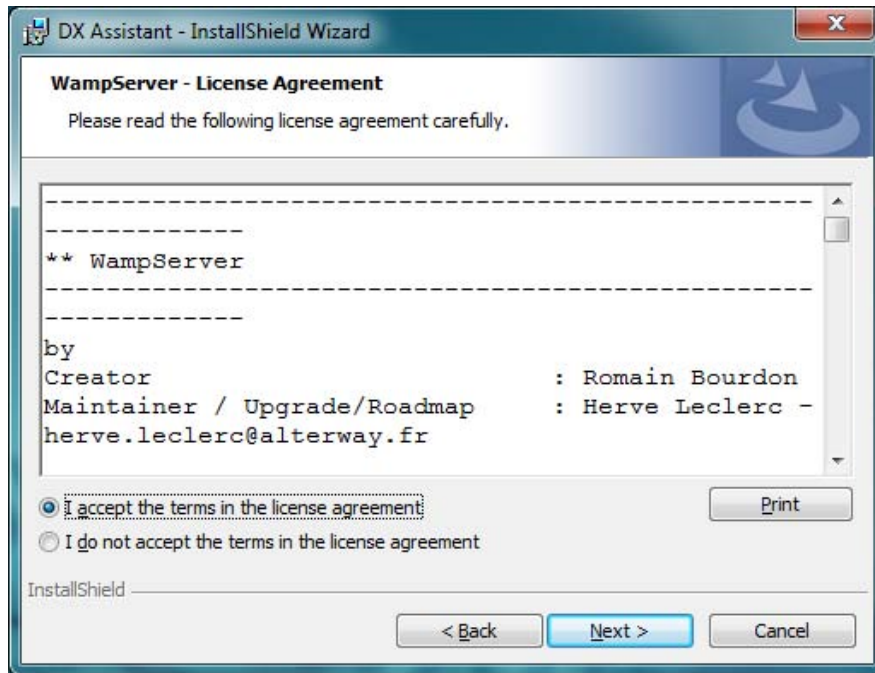 DX Assistant - InstallShield Wizard
WampServer - License Agreement
Please read the following license agreement carefully.
----------------------------------------------------
-------------
** WampServer
----------------------------------------------------
-------------
by
Creator : Romain Bourdon
Maintainer / Upgrade/Roadmap : Herve Leclerc -
herve.leclerc@alterway.fr
I accept the terms in the license agreement
Print
I do not accept the terms in the license agreement
InstallShield
< Back Next > Cancel